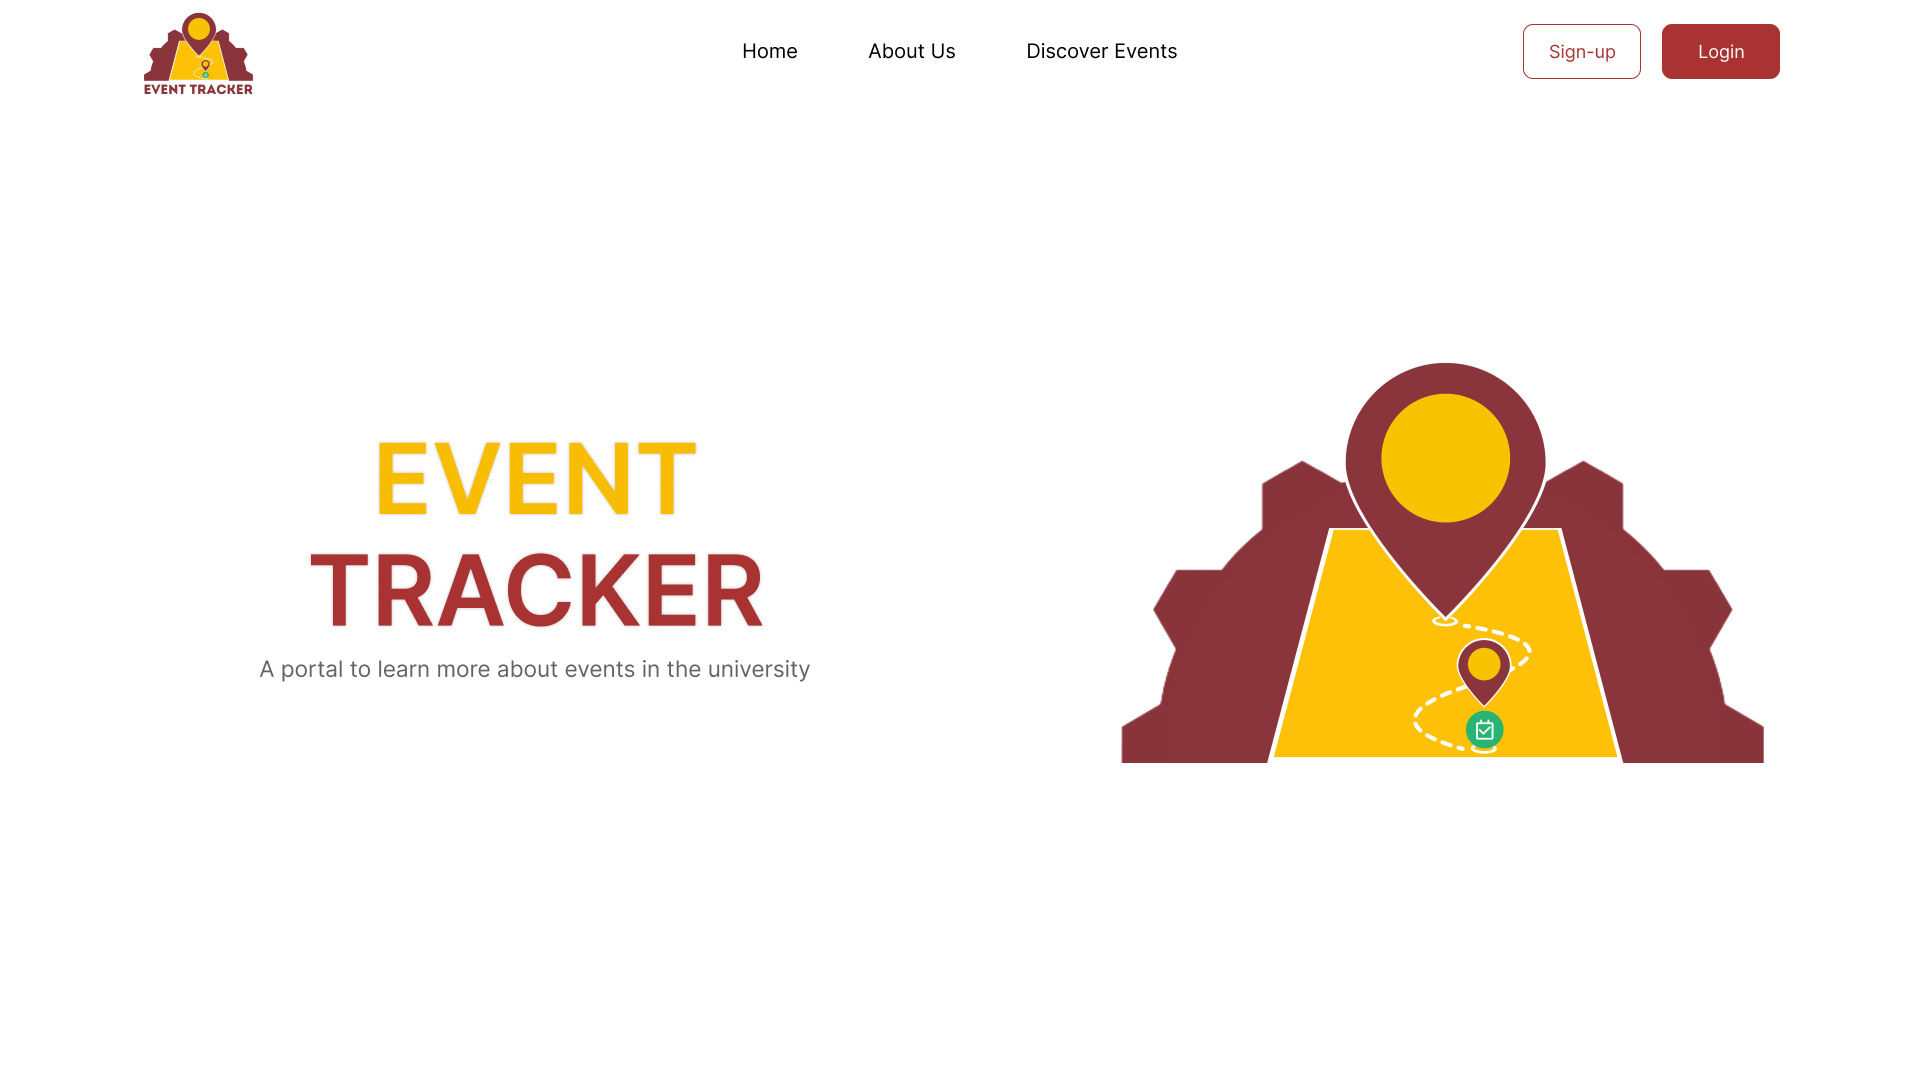 EVENT TRACKER
Home
About Us
Discover Events
Sign-up
Login
EVENT
TRACKER
A portal to learn more about events in the university